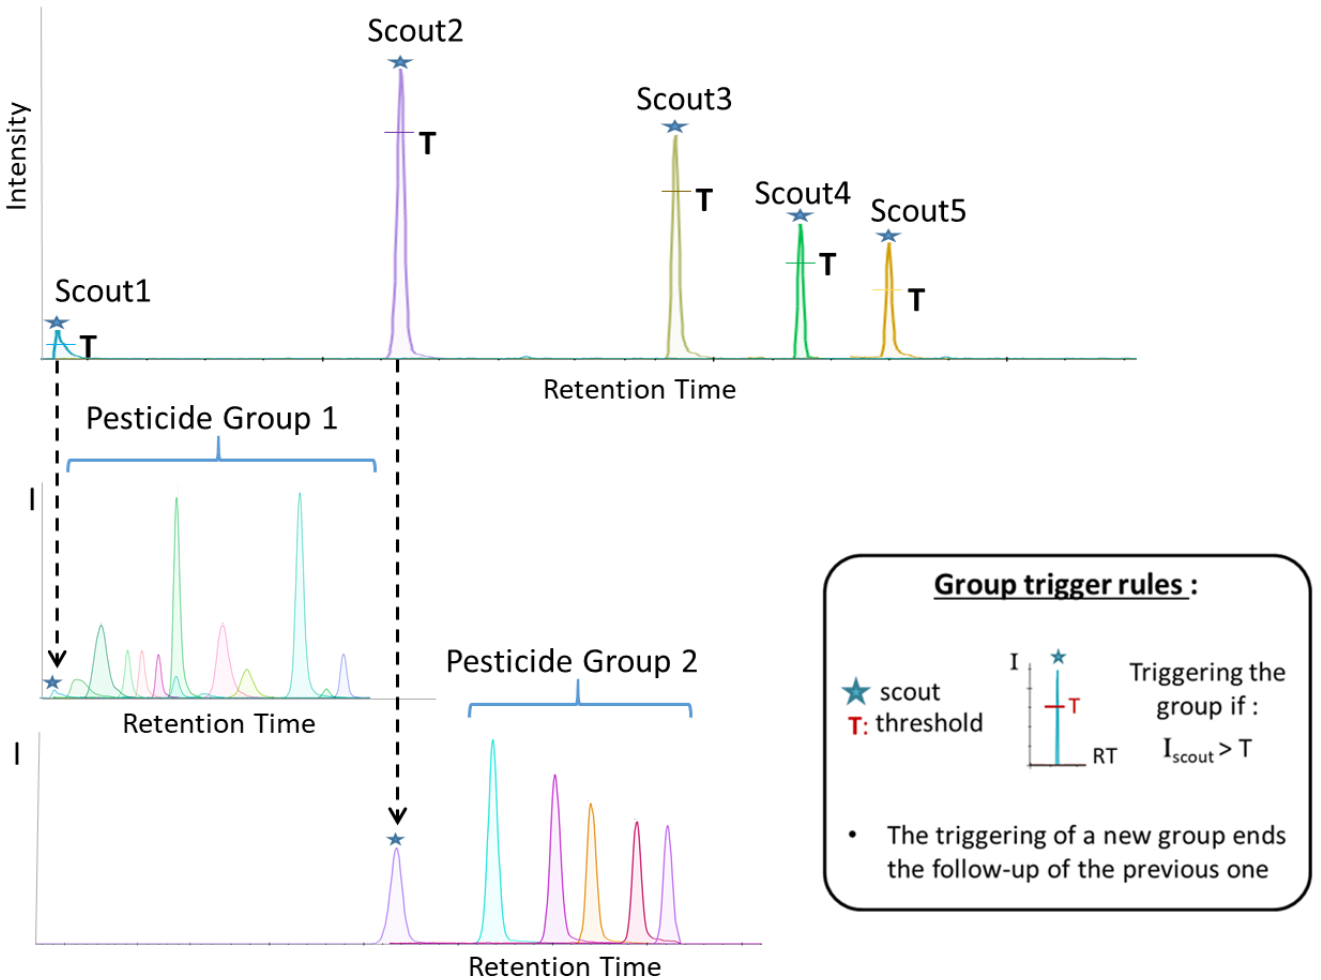 Scout2
Scout3
Scout4
Scout5
Scout1
Intensity
T
T
T
T
T
Retention Time
Pesticide Group 1
I
Retention Time
Pesticide Group 2
I
Retention Time
Group trigger rules :
scout
T: threshold
I
T
RT
Triggering the
group if :
Iscout > T
• The triggering of a new group ends
the follow-up of the previous one